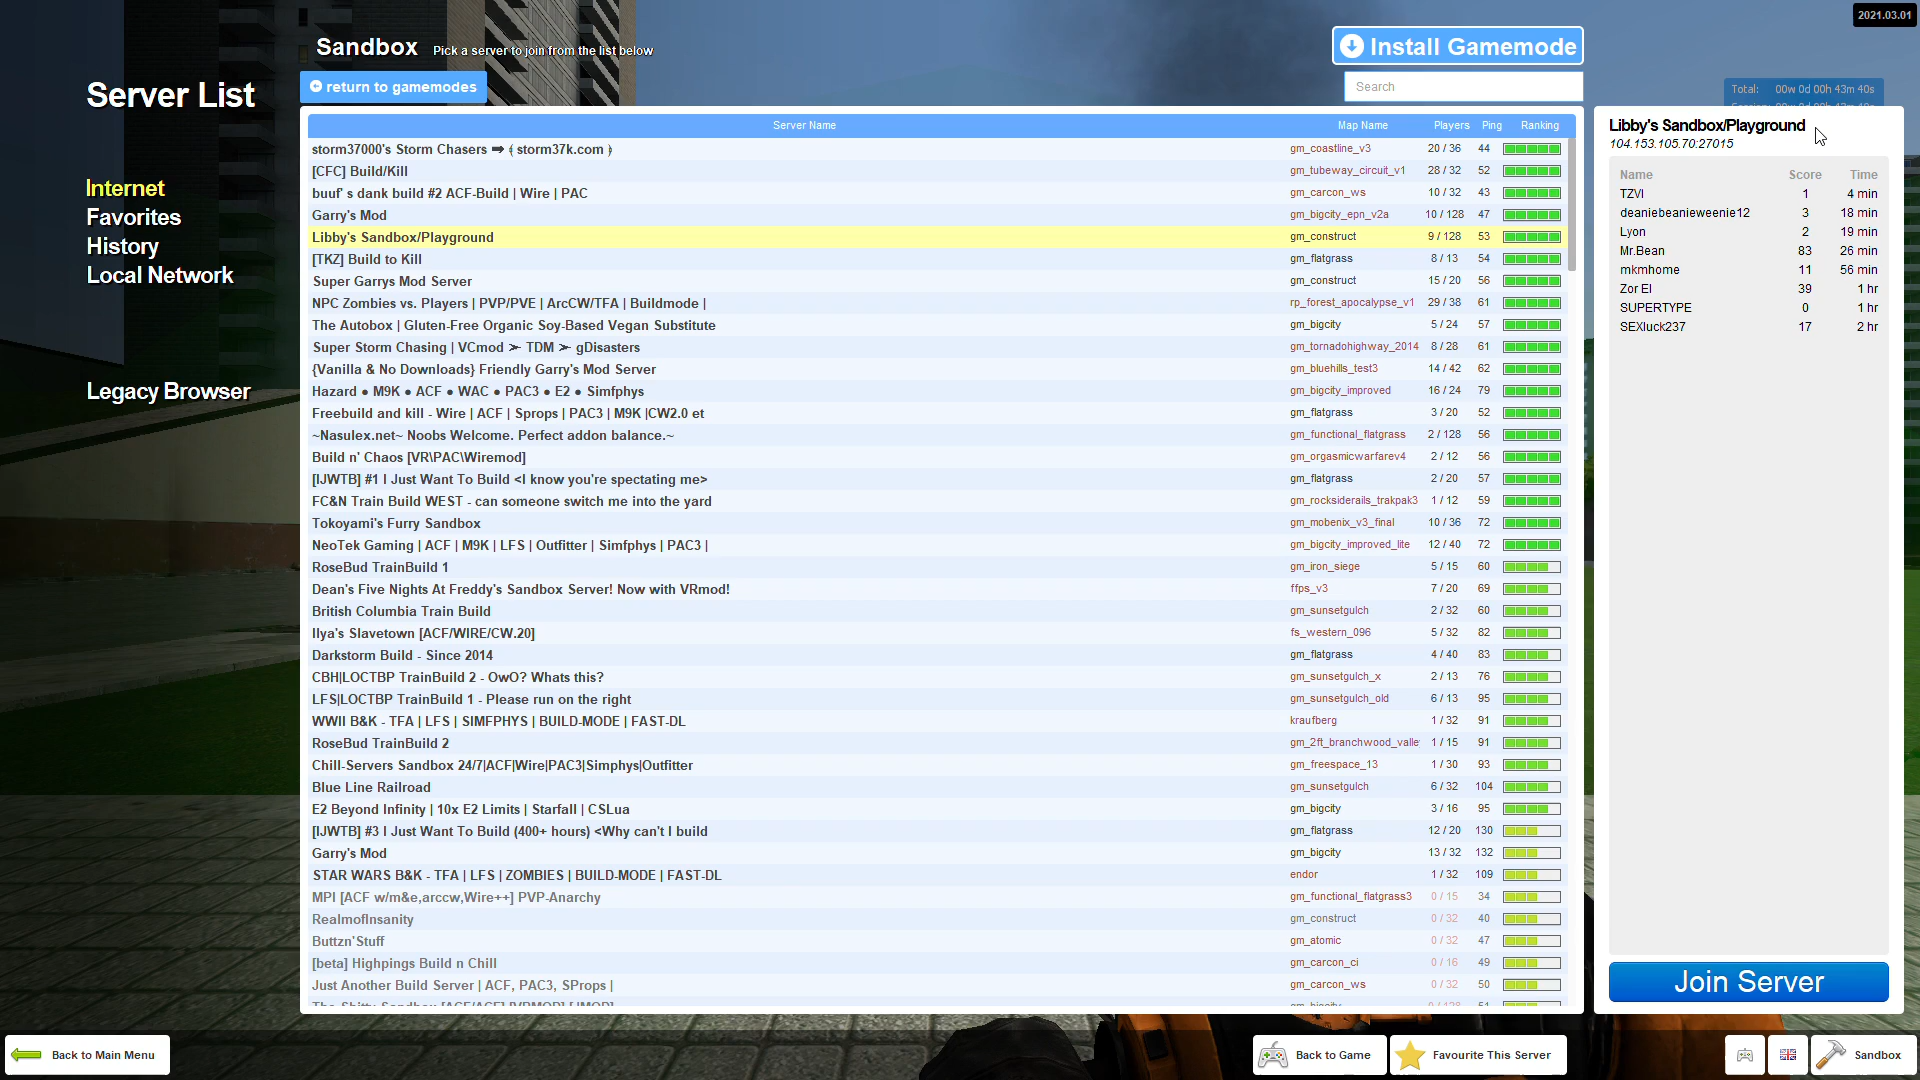 2021.03.01
Sandbox Pick a server to join from the list below
Install Gamemode
return to gamemodes
Search
Server List
Total: 00w 0d 00h 43m 40s
Internet
Favorites
History
Local Network
Legacy Browser
Server Name Map Name Players Ping Ranking
storm37000's Storm Chasers ➡ ⦃ storm37k.com ⦄ gm_coastline_v3 20 / 36 44
[CFC] Build/Kill gm_tubeway_circuit_v1 28 / 32 52
buuf' s dank build #2 ACF-Build | Wire | PAC gm_carcon_ws 10 / 32 43
Garry's Mod gm_bigcity_epn_v2a 10 / 128 47
Libby's Sandbox/Playground gm_construct 9 / 128 53
[TKZ] Build to Kill gm_flatgrass 8 / 13 54
Super Garrys Mod Server gm_construct 15 / 20 56
NPC Zombies vs. Players | PVP/PVE | ArcCW/TFA | Buildmode | rp_forest_apocalypse_v1 29 / 38 61
The Autobox | Gluten-Free Organic Soy-Based Vegan Substitute gm_bigcity 5 / 24 57
Super Storm Chasing | VCmod ➣ TDM ➣ gDisasters gm_tornadohighway_2014 8 / 28 61
{Vanilla & No Downloads} Friendly Garry's Mod Server gm_bluehills_test3 14 / 42 62
Hazard ● M9K ● ACF ● WAC ● PAC3 ● E2 ● Simfphys gm_bigcity_improved 16 / 24 79
Freebuild and kill - Wire | ACF | Sprops | PAC3 | M9K |CW2.0 et gm_flatgrass 3 / 20 52
~Nasulex.net~ Noobs Welcome. Perfect addon balance.~ gm_functional_flatgrass 2 / 128 56
Build n' Chaos [VR\PAC\Wiremod] gm_orgasmicwarfarev4 2 / 12 56
[IJWTB] #1 I Just Want To Build <I know you're spectating me> gm_flatgrass 2 / 20 57
FC&N Train Build WEST - can someone switch me into the yard gm_rocksiderails_trakpak3 1 / 12 59
Tokoyami's Furry Sandbox gm_mobenix_v3_final 10 / 36 72
NeoTek Gaming | ACF | M9K | LFS | Outfitter | Simfphys | PAC3 | gm_bigcity_improved_lite 12 / 40 72
RoseBud TrainBuild 1 gm_iron_siege 5 / 15 60
Dean's Five Nights At Freddy's Sandbox Server! Now with VRmod! ffps_v3 7 / 20 69
British Columbia Train Build gm_sunsetgulch 2 / 32 60
Ilya's Slavetown [ACF/WIRE/CW.20] fs_western_096 5 / 32 82
Darkstorm Build - Since 2014 gm_flatgrass 4 / 40 83
CBH|LOCTBP TrainBuild 2 - OwO? Whats this? gm_sunsetgulch_x 2 / 13 76
LFS|LOCTBP TrainBuild 1 - Please run on the right gm_sunsetgulch_old 6 / 13 95
WWII B&K - TFA | LFS | SIMFPHYS | BUILD-MODE | FAST-DL kraufberg 1 / 32 91
RoseBud TrainBuild 2 gm_2ft_branchwood_valle 1 / 15 91
Chill-Servers Sandbox 24/7|ACF|Wire|PAC3|Simphys|Outfitter gm_freespace_13 1 / 30 93
Blue Line Railroad gm_sunsetgulch 6 / 32 104
E2 Beyond Infinity | 10x E2 Limits | Starfall | CSLua gm_bigcity 3 / 16 95
[IJWTB] #3 I Just Want To Build (400+ hours) <Why can't I build gm_flatgrass 12 / 20 130
Garry's Mod gm_bigcity 13 / 32 132
STAR WARS B&K - TFA | LFS | ZOMBIES | BUILD-MODE | FAST-DL endor 1 / 32 109
MPI [ACF w/m&e,arccw,Wire++] PVP-Anarchy gm_functional_flatgrass3 0 / 15 34
RealmofInsanity gm_construct 0 / 32 40
Buttzn'Stuff gm_atomic 0 / 32 47
[beta] Highpings Build n Chill gm_carcon_ci 0 / 16 49
Just Another Build Server | ACF, PAC3, SProps | gm_carcon_ws 0 / 32 50
Libby's Sandbox/Playground
104.153.105.70:27015
Name Score Time
TZVI 1 4 min
deaniebeanieweenie12 3 18 min
Lyon 2 19 min
Mr.Bean 83 26 min
mkmhome 11 56 min
Zor El 39 1 hr
SUPERTYPE 0 1 hr
SEXluck237 17 2 hr
Join Server
Back to Main Menu
Back to Game
Favourite This Server
Sandbox